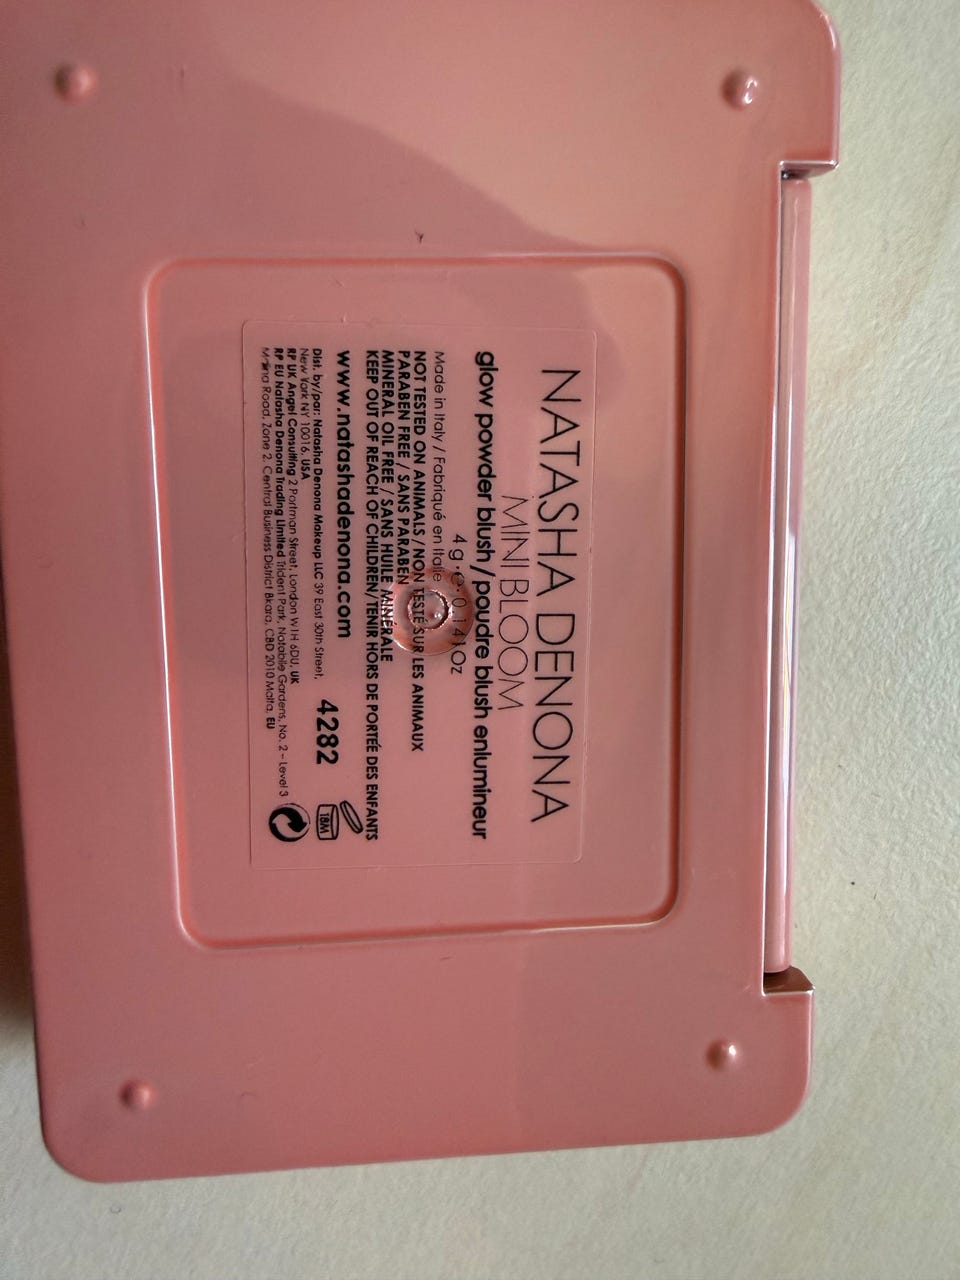 NATASHA DENONA
MINI BLOOM
glow powder blush / poudre blush enlumineur
4 g ℮ 0.141 Oz
Made in Italy / Fabriqué en Italie
NOT TESTED ON ANIMALS / NON TESTÉ SUR LES ANIMAUX
PARABEN FREE / SANS PARABEN
MINERAL OIL FREE / SANS HUILE MINÉRALE
KEEP OUT OF REACH OF CHILDREN/ TENIR HORS DE PORTÉE DES ENFANTS
www.natashadenona.com
Dist. by/par: Natasha Denona Makeup LLC 39 East 30th Street,
New York NY 10016, USA
RP UK Angel Consulting 2 Portman Street, London W1H 6DU, UK
RP EU Natasha Denona Trading Limited Trident Park, Notabile Gardens, No. 2 – Level 3
Mdina Road, Zone 2, Central Business District Bkara, CBD 2010 Malta, EU
4282
18M